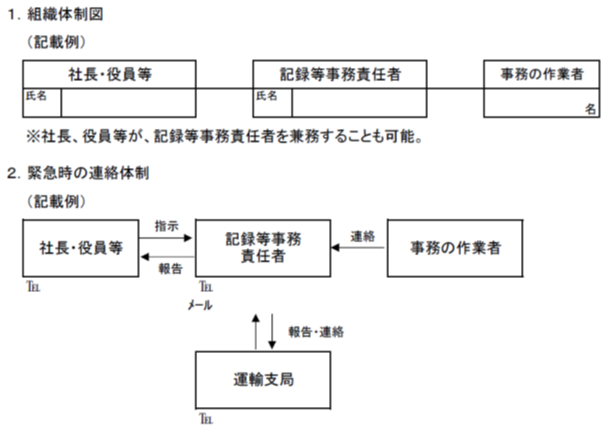 1．組織体制図
（記載例）
社長・役員等
記録等事務責任者
事務の作業者
氏名
氏名
名
※社長、役員等が、記録等事務責任者を兼務することも可能。
2．緊急時の連絡体制
（記載例）
指示
社長・役員等
記録等事務
責任者
連絡
事務の作業者
報告
℡
℡
メール
報告・連絡
運輸支局
℡